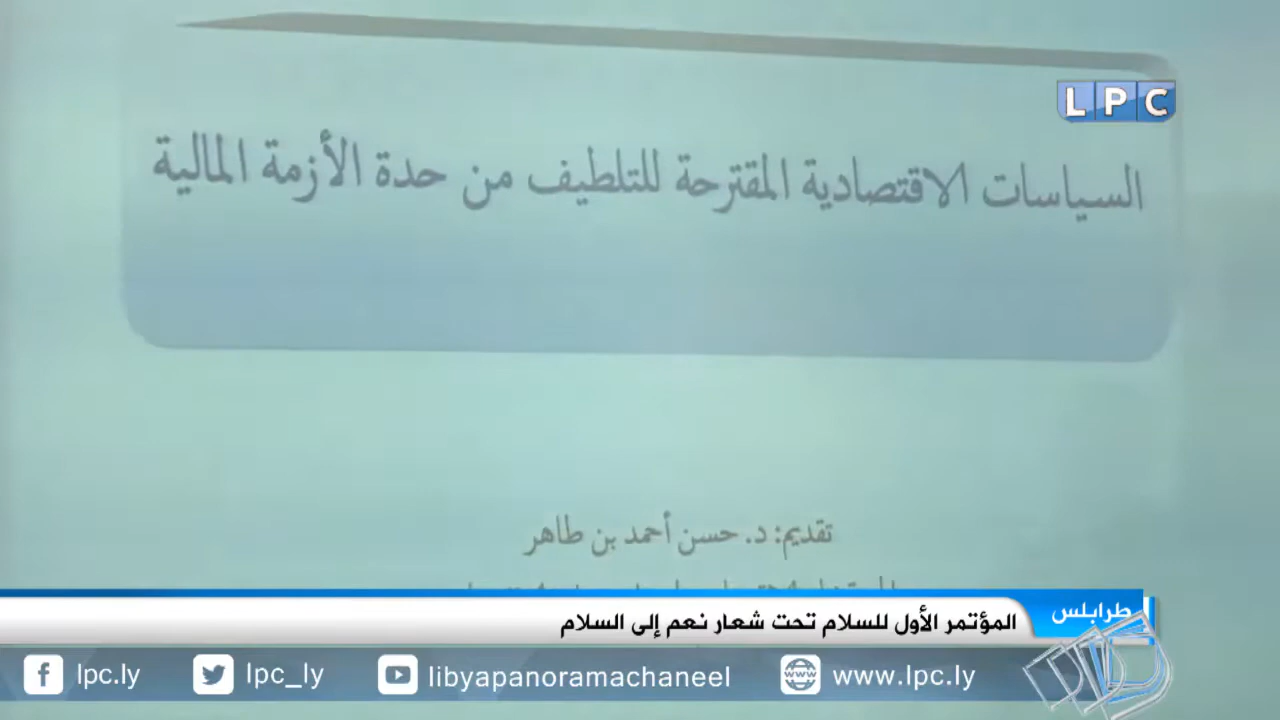 LPC
السياسات الاقتصادية المقترحة للتلطيف من حدة الأزمة المالية
تقديم: د. حسن أحمد بن طاهر
طرابلس
المؤتمر الأول للسلام تحت شعار نعم إلى السلام
lpc.ly lpc_ly libyapanoramachaneel www.lpc.ly